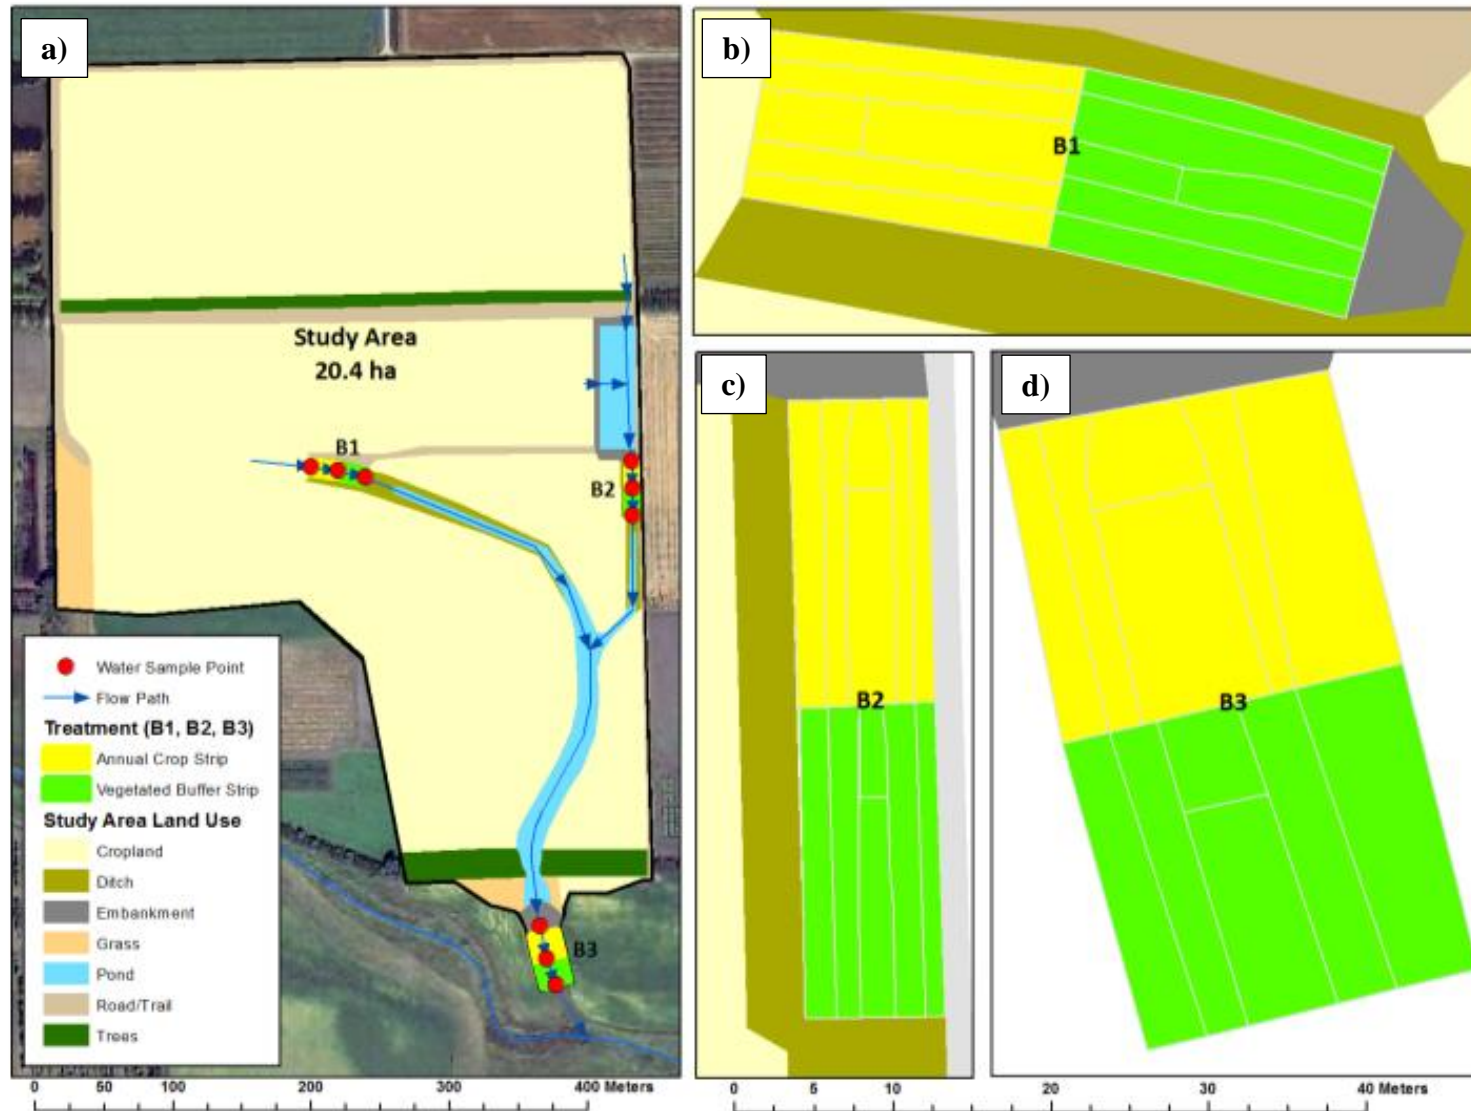 a)
Study Area
20.4 ha
B1
B2
B3
Water Sample Point
Flow Path
Treatment (B1, B2, B3)
Annual Crop Strip
Vegetated Buffer Strip
Study Area Land Use
Cropland
Ditch
Embankment
Grass
Pond
Road/Trail
Trees
0 50 100 200 300 400 Meters
b)
B1
c)
B2
d)
B3
0 5 10 20 30 40 Meters